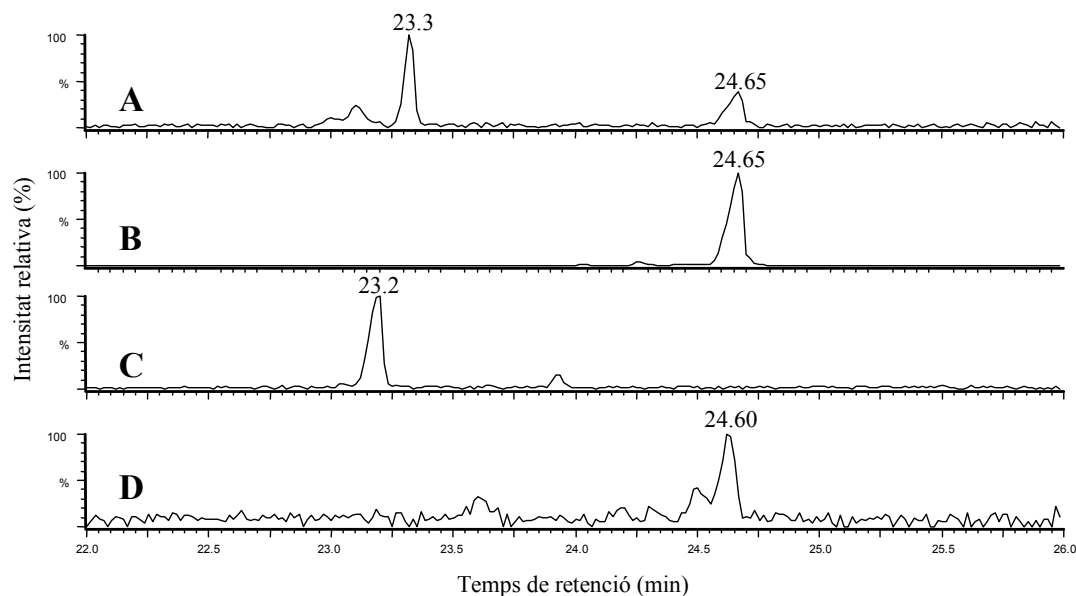 23.3
100
%
A
24.65
24.65
100
%
B
23.2
100
%
C
24.60
100
%
D
22.0 22.5 23.0 23.5 24.0 24.5 25.0 25.5 26.0
Intensitat relativa (%)
Temps de retenció (min)